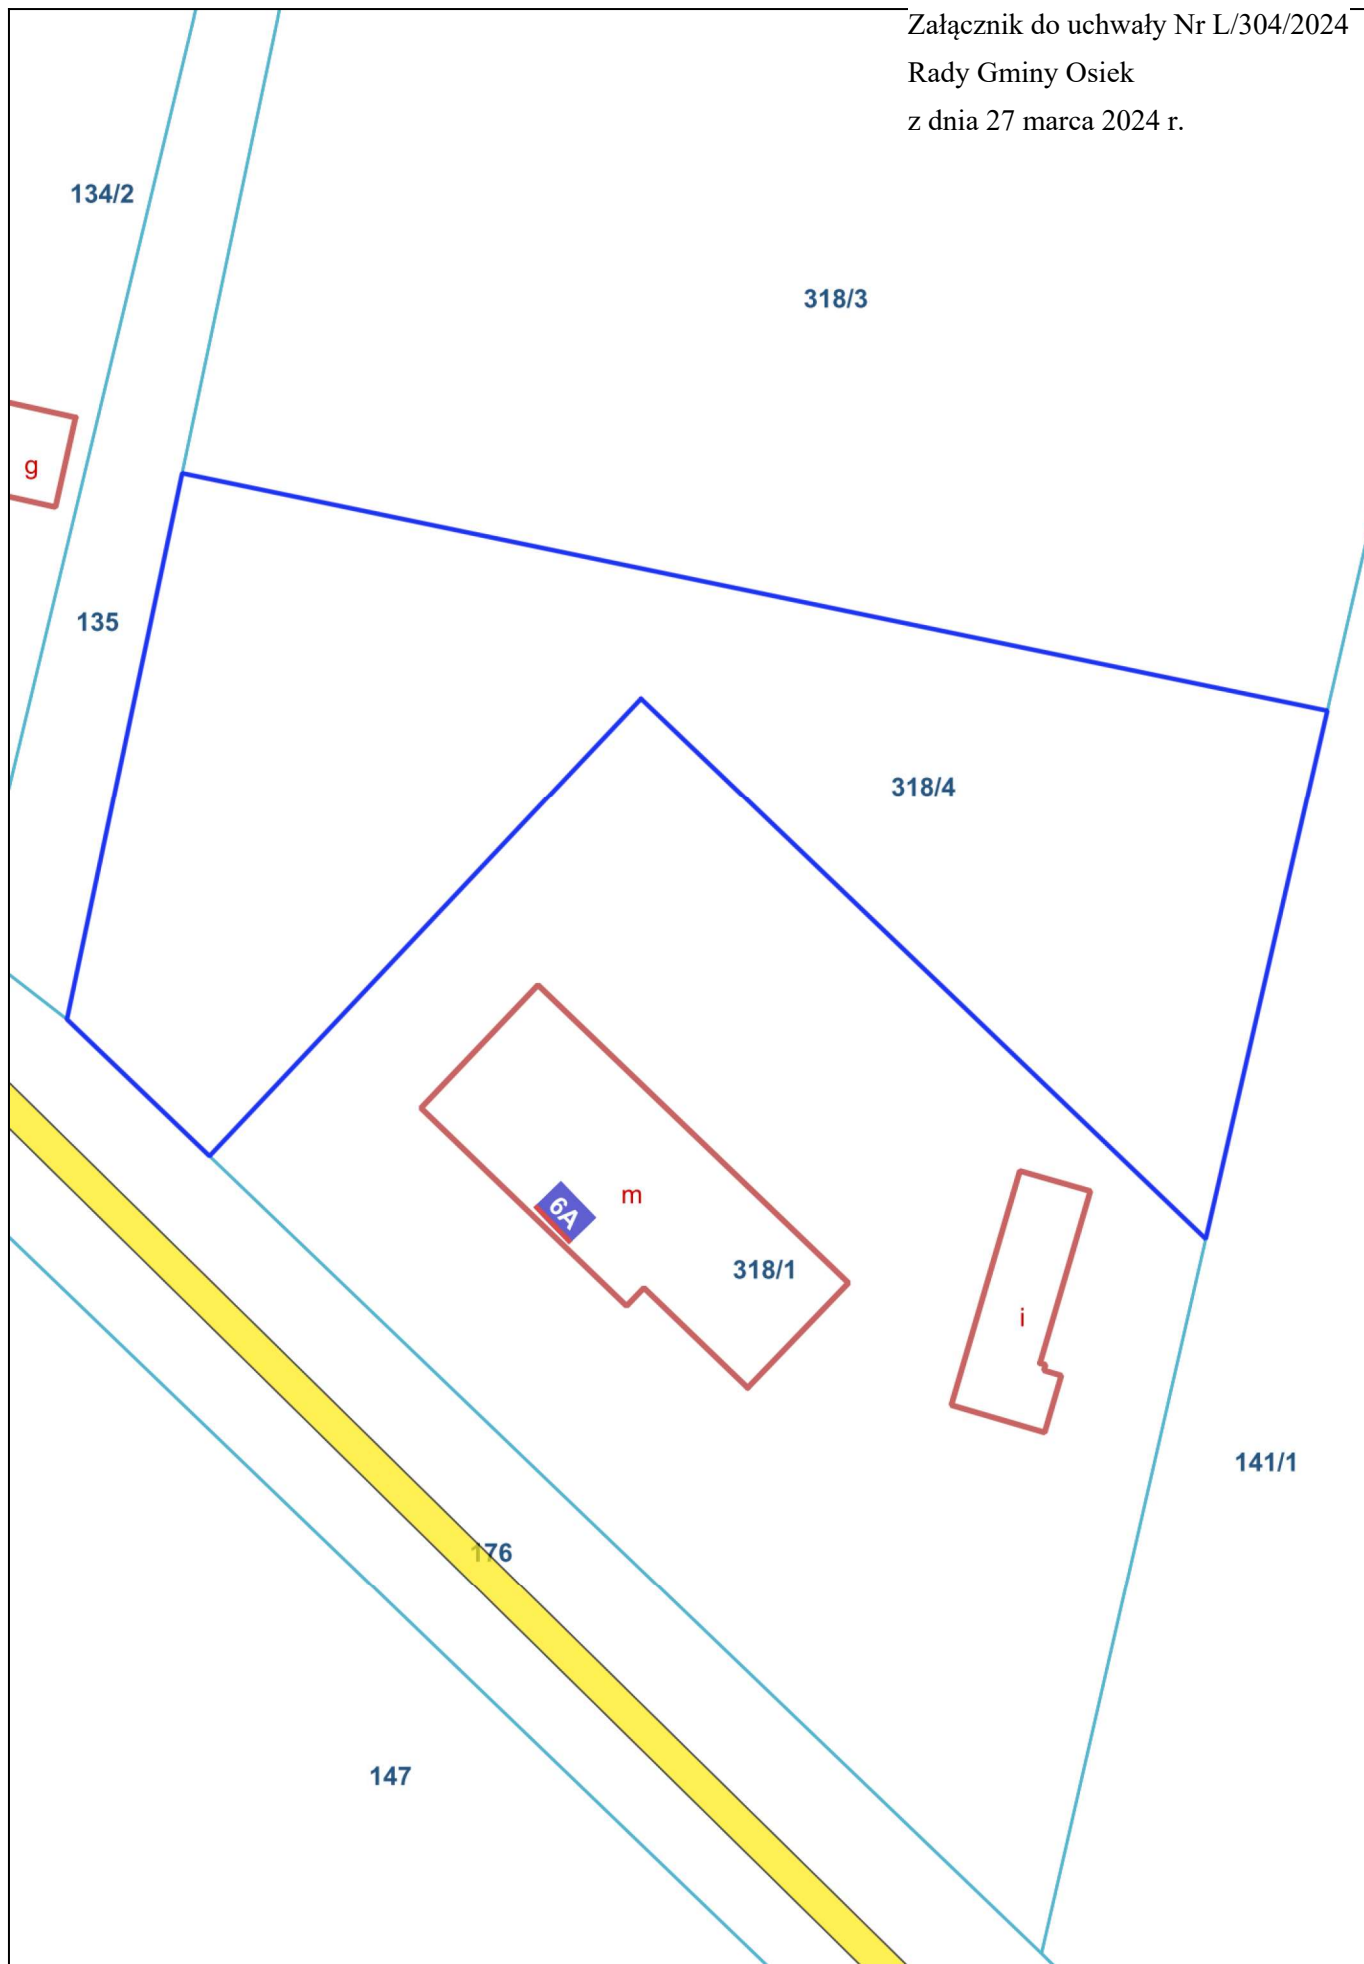 Załącznik do uchwały Nr L/304/2024
Rady Gminy Osiek
z dnia 27 marca 2024 r.
134/2
318/3
g
135
318/4
m
6A
318/1
i
141/1
176
147